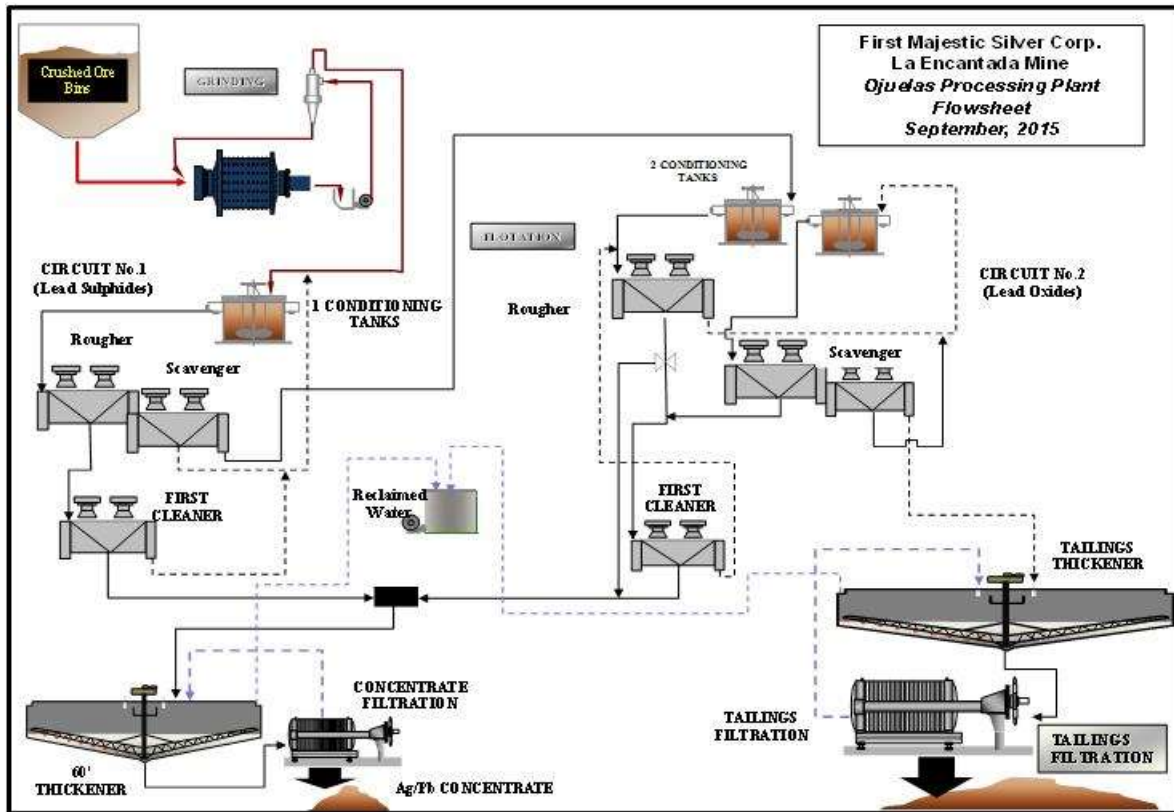 First Majestic Silver Corp.
La Encantada Mine
Ojuelas Processing Plant
Flowsheet
September, 2015
Crushed Ore
Bins
GRINDING
2 CONDITIONING
TANKS
FLOTATION
CIRCUIT No.1
(Lead Sulphides)
1 CONDITIONING
TANKS
CIRCUIT No.2
(Lead Oxides)
Rougher
Rougher
Scavenger
Scavenger
FIRST
CLEANER
Reclaimed
Water
FIRST
CLEANER
TAILINGS
THICKENER
CONCENTRATE
FILTRATION
TAILINGS
FILTRATION
TAILINGS
FILTRATION
60'
THICKENER
Ag/Pb CONCENTRATE